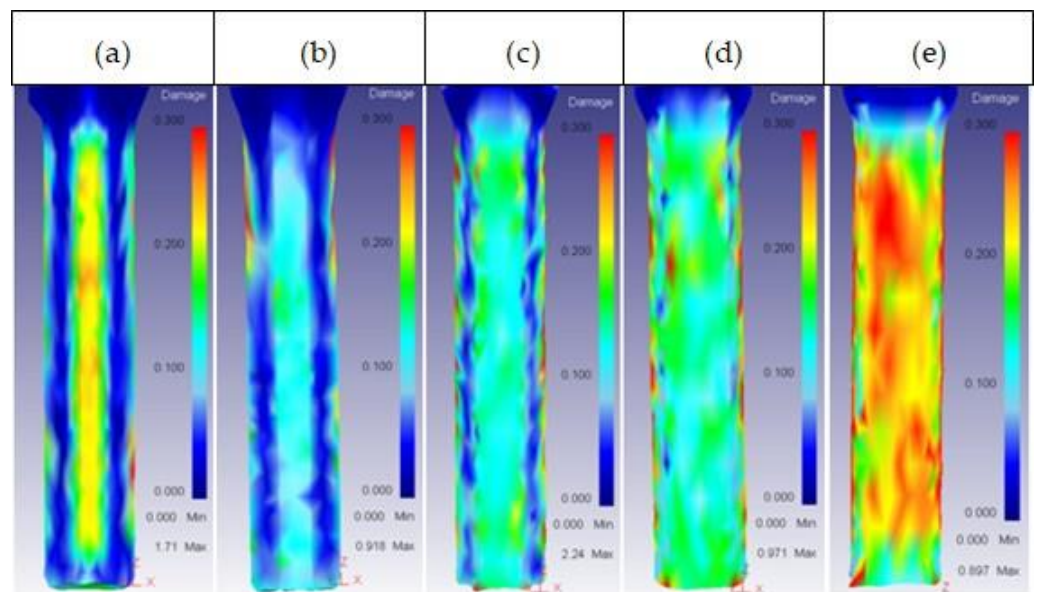 (a) (b) (c) (d) (e)
Damage Damage Damage Damage Damage
0.300 0.300 0.300 0.300 0.300
0.200 0.200 0.200 0.200 0.200
0.100 0.100 0.100 0.100 0.100
0.000 0.000 0.000 0.000 0.000
0.000 Min 0.000 Min 0.000 Min 0.000 Min 0.000 Min
1.71 Max 0.918 Max 2.24 Max 0.971 Max 0.897 Max
Z Z Z Z z
X X X X